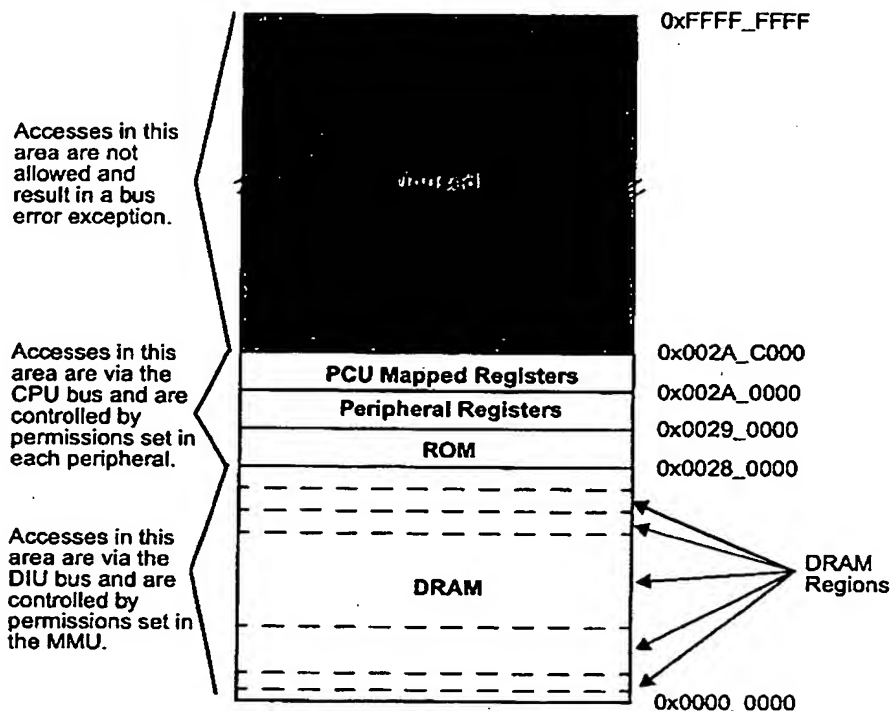 0xFFFF_FFFF
Accesses in this
area are not
allowed and
result in a bus
error exception.
0x002A_C000
Accesses in this
area are via the
CPU bus and are
controlled by
permissions set in
each peripheral.
PCU Mapped Registers
0x002A_0000
Peripheral Registers
0x0029_0000
ROM
0x0028_0000
Accesses in this
area are via the
DIU bus and are
controlled by
permissions set in
the MMU.
DRAM
DRAM
Regions
0x0000_0000